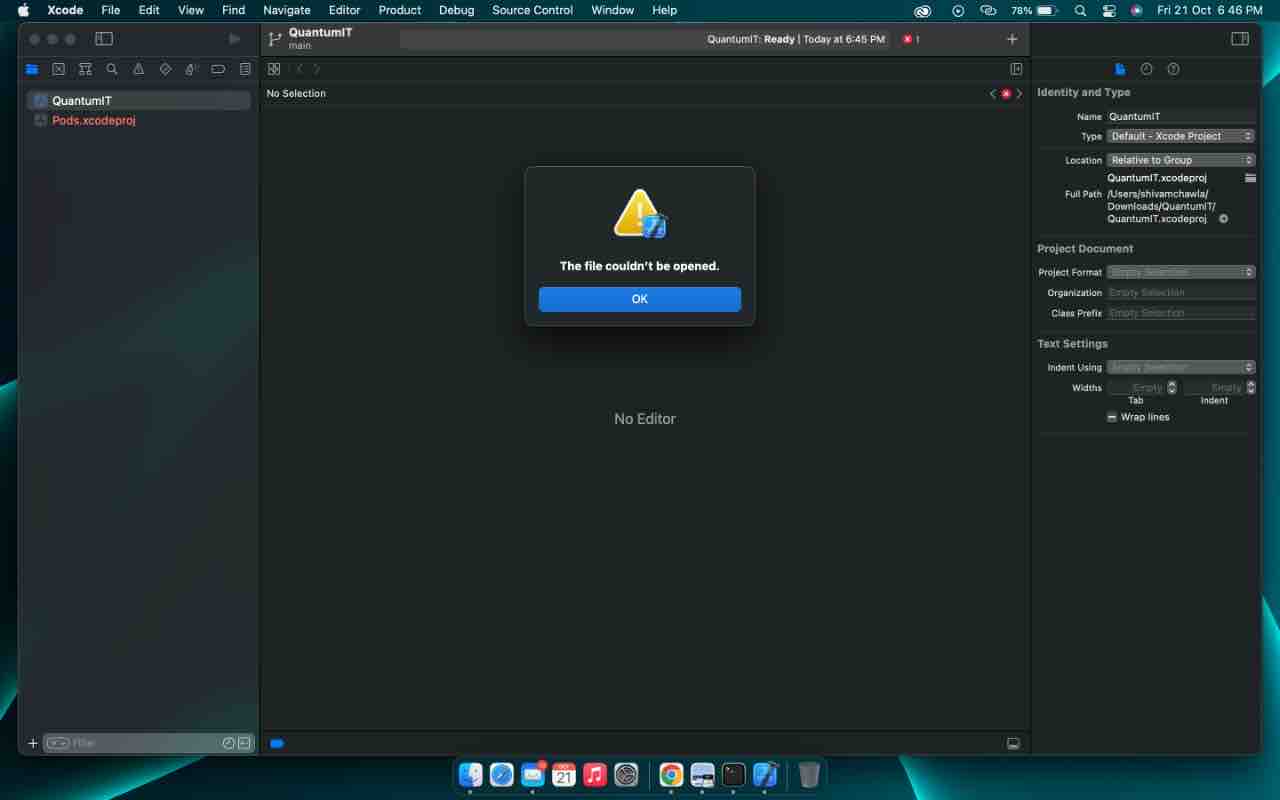 Xcode File Edit View Find Navigate Editor Product Debug Source Control Window Help 78% Fri 21 Oct 6 46 PM
QuantumIT
main
QuantumIT: Ready | Today at 6:45 PM
1
QuantumIT
Pods.xcodeproj
No Selection
The file couldn't be opened.
OK
No Editor
Identity and Type
Name QuantumIT
Type Default - Xcode Project
Location Relative to Group
QuantumIT.xcodeproj
Full Path /Users/shivamchawla/
Downloads/QuantumIT/
QuantumIT.xcodeproj
Project Document
Project Format Empty Selection
Organization Empty Selection
Class Prefix Empty Selection
Text Settings
Indent Using Empty Selection
Widths Empty Empty
Tab Indent
Wrap lines
Filter
21